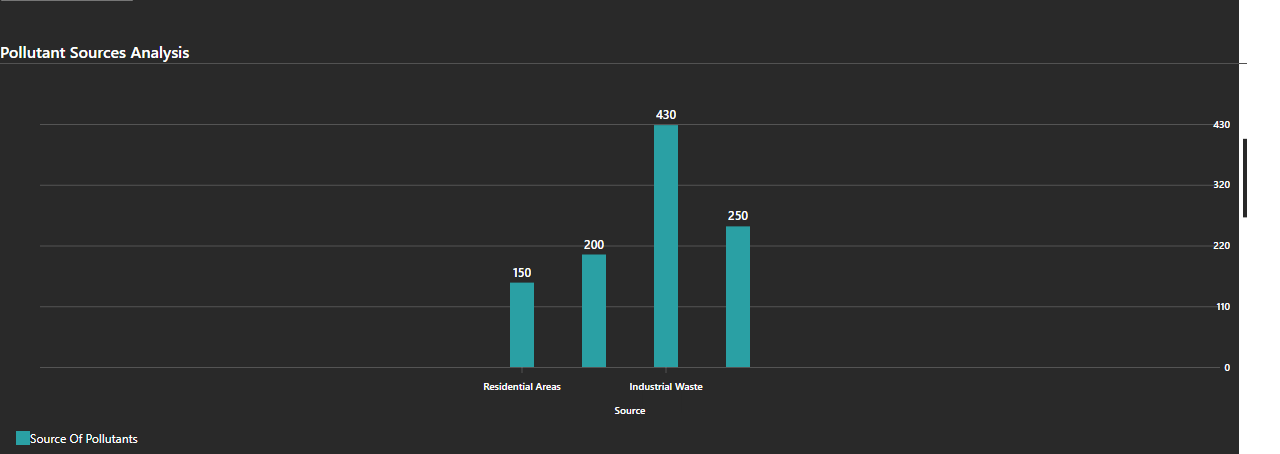 Pollutant Sources Analysis
430
430
320
250
220
200
150
110
0
Residential Areas
Industrial Waste
Source
Source Of Pollutants